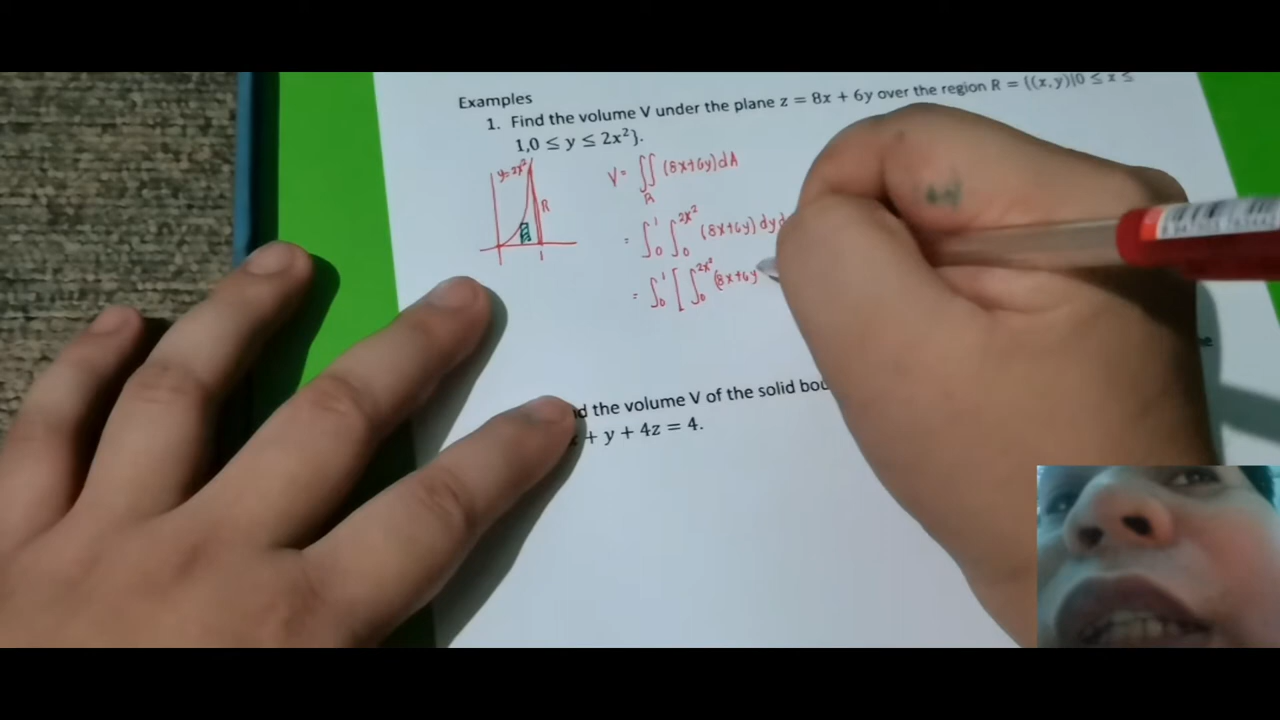 Examples
1. Find the volume V under the plane z = 8x + 6y over the region R = {(x, y)|0 ≤ x ≤
1,0 ≤ y ≤ 2x²}.
y=2x²
R
1
V= ∬_R (8x+6y) dA
= ∫₀¹ ∫₀^{2x²} (8x+6y) dy
= ∫₀¹ [ ∫₀^{2x²} (8x+6y
the volume V of the solid
+ y + 4z = 4.